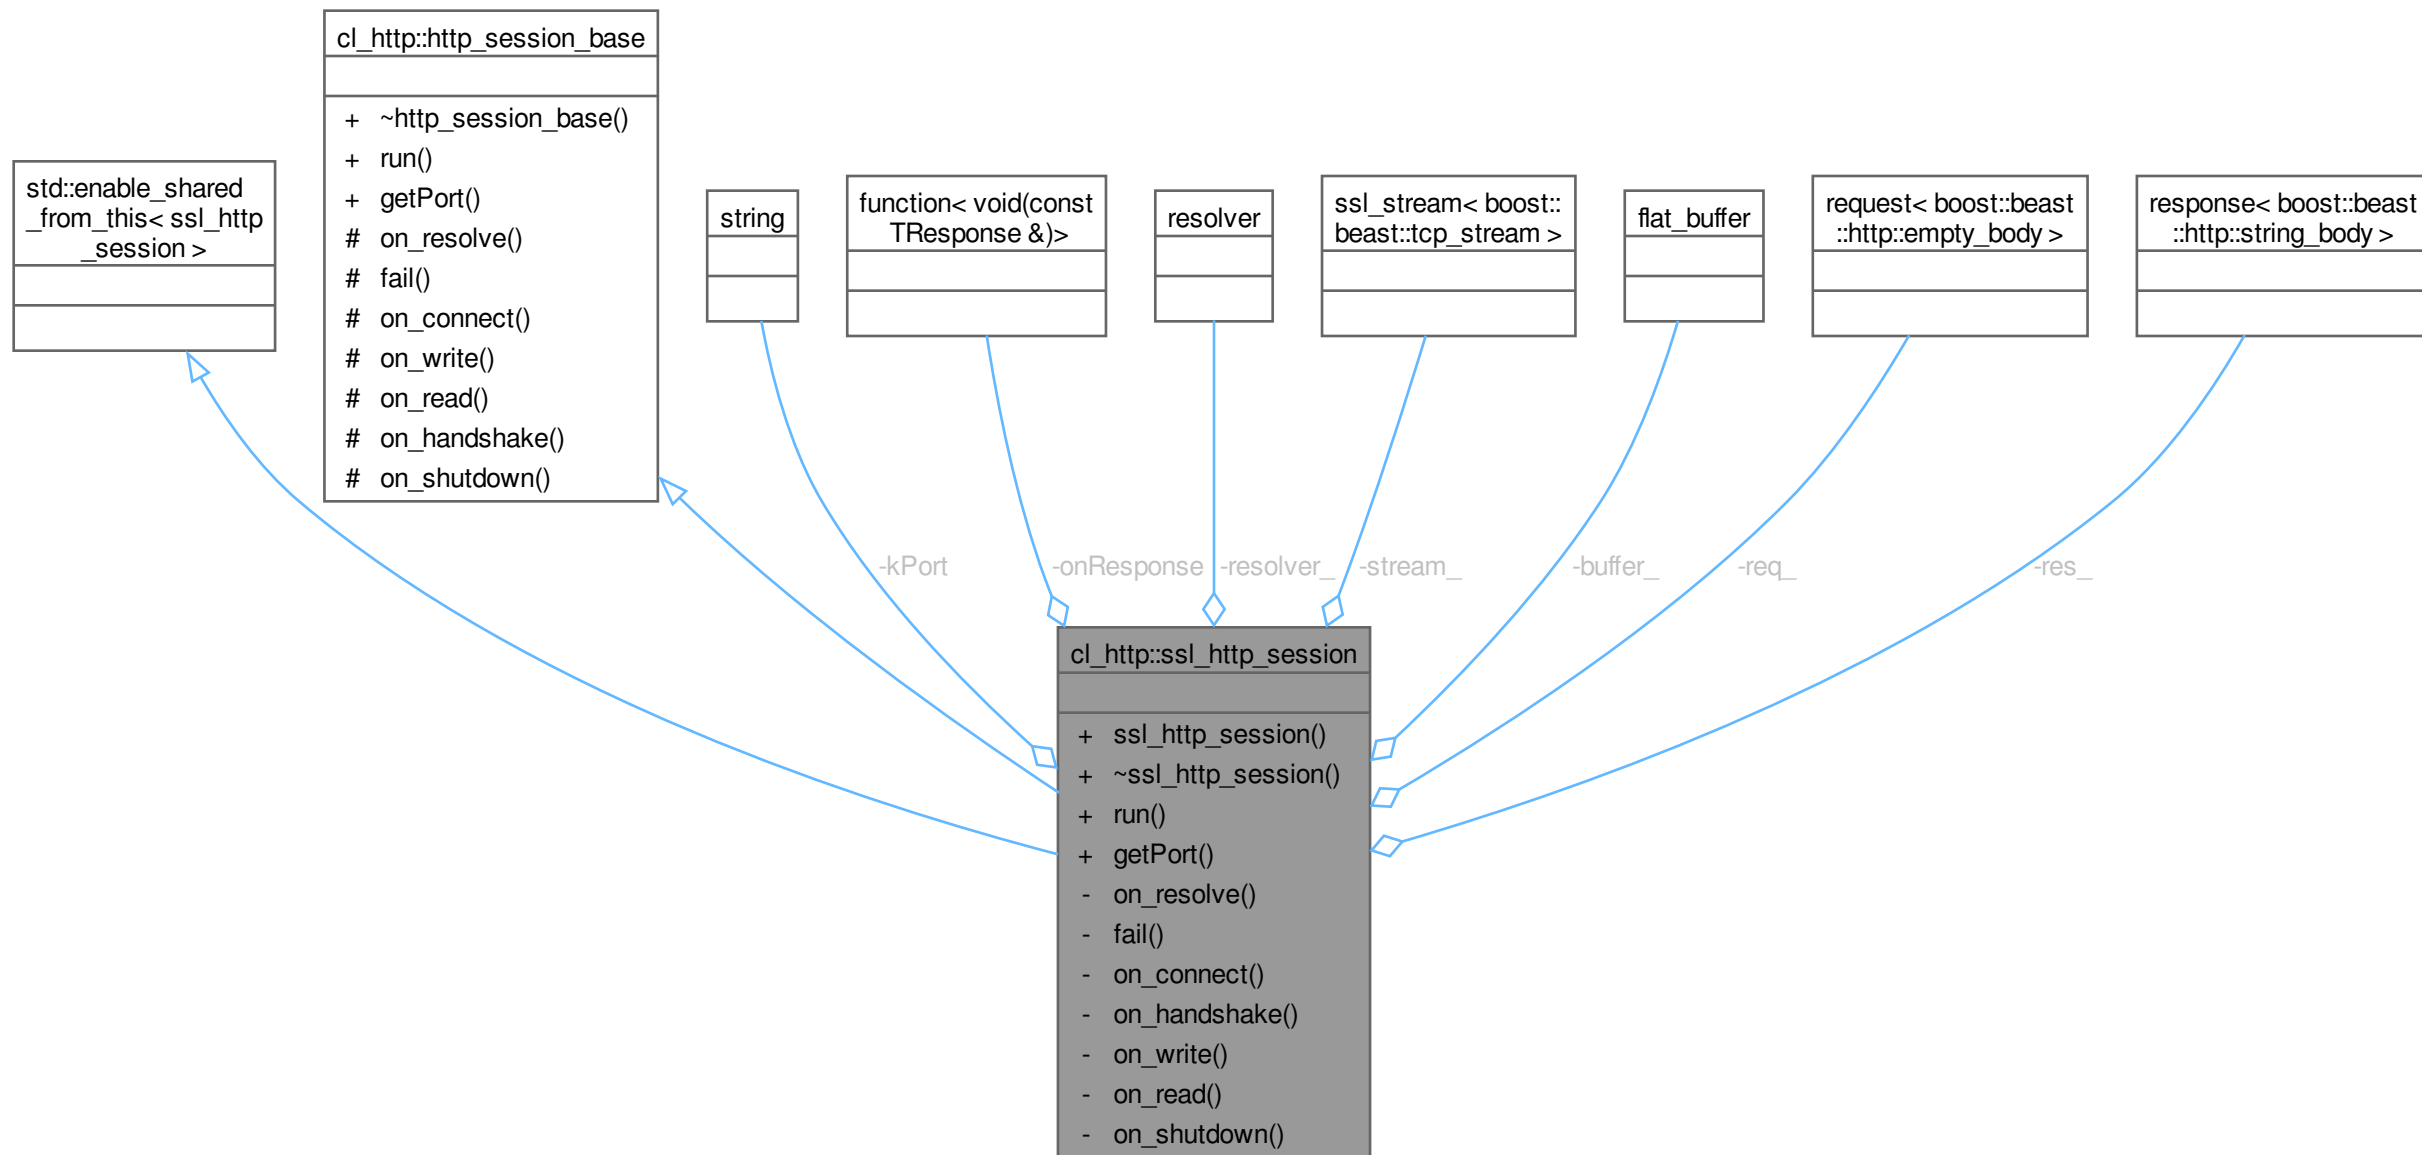 cl_http::http_session_base
+ ~http_session_base()
+ run()
+ getPort()
# on_resolve()
# fail()
# on_connect()
# on_write()
# on_read()
# on_handshake()
# on_shutdown()
std::enable_shared
_from_this< ssl_http
_session >
string
function< void(const
TResponse &)>
resolver
ssl_stream< boost::
beast::tcp_stream >
flat_buffer
request< boost::beast
::http::empty_body >
response< boost::beast
::http::string_body >
-kPort
-onResponse
-resolver_
-stream_
-buffer_
-req_
-res_
cl_http::ssl_http_session
+ ssl_http_session()
+ ~ssl_http_session()
+ run()
+ getPort()
- on_resolve()
- fail()
- on_connect()
- on_handshake()
- on_write()
- on_read()
- on_shutdown()